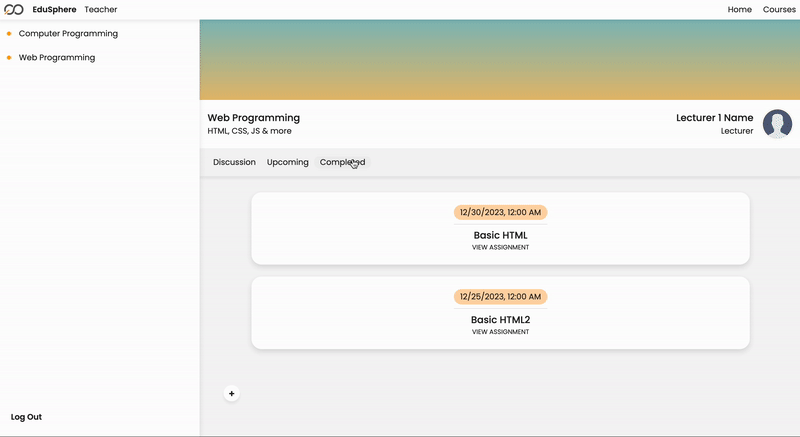 EduSphere Teacher
Home Courses
Computer Programming
Web Programming
Web Programming
HTML, CSS, JS & more
Lecturer 1 Name
Lecturer
Discussion Upcoming Completed
12/30/2023, 12:00 AM
Basic HTML
VIEW ASSIGNMENT
12/25/2023, 12:00 AM
Basic HTML2
VIEW ASSIGNMENT
+
Log Out